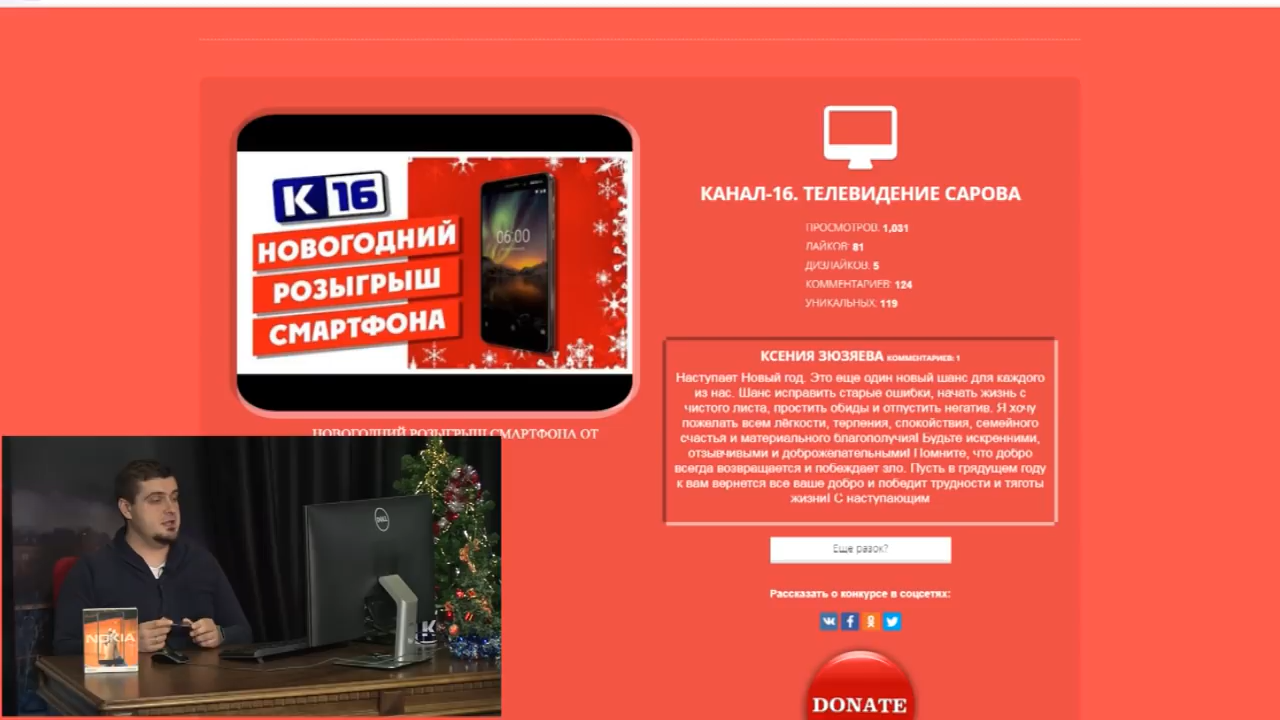 К 16
НОВОГОДНИЙ
РОЗЫГРЫШ
СМАРТФОНА
06:00
НОВОГОДНИЙ РОЗЫГРЫШ СМАРТФОНА ОТ
КАНАЛ-16. ТЕЛЕВИДЕНИЕ САРОВА
ПРОСМОТРОВ: 1,031
ЛАЙКОВ: 81
ДИЗЛАЙКОВ: 5
КОММЕНТАРИЕВ: 124
УНИКАЛЬНЫХ: 119
КСЕНИЯ ЗЮЗЯЕВА КОММЕНТАРИЕВ: 1
Наступает Новый год. Это еще один новый шанс для каждого
из нас. Шанс исправить старые ошибки, начать жизнь с
чистого листа, простить обиды и отпустить негатив. Я хочу
пожелать всем лёгкости, терпения, спокойствия, семейного
счастья и материального благополучия! Будьте искренними,
отзывчивыми и доброжелательными! Помните, что добро
всегда возвращается и побеждает зло. Пусть в грядущем году
к вам вернется все ваше добро и победит трудности и тяготы
жизни! С наступающим
Еще разок?
Рассказать о конкурсе в соцсетях:
DONATE
DELL
NOKIA
К